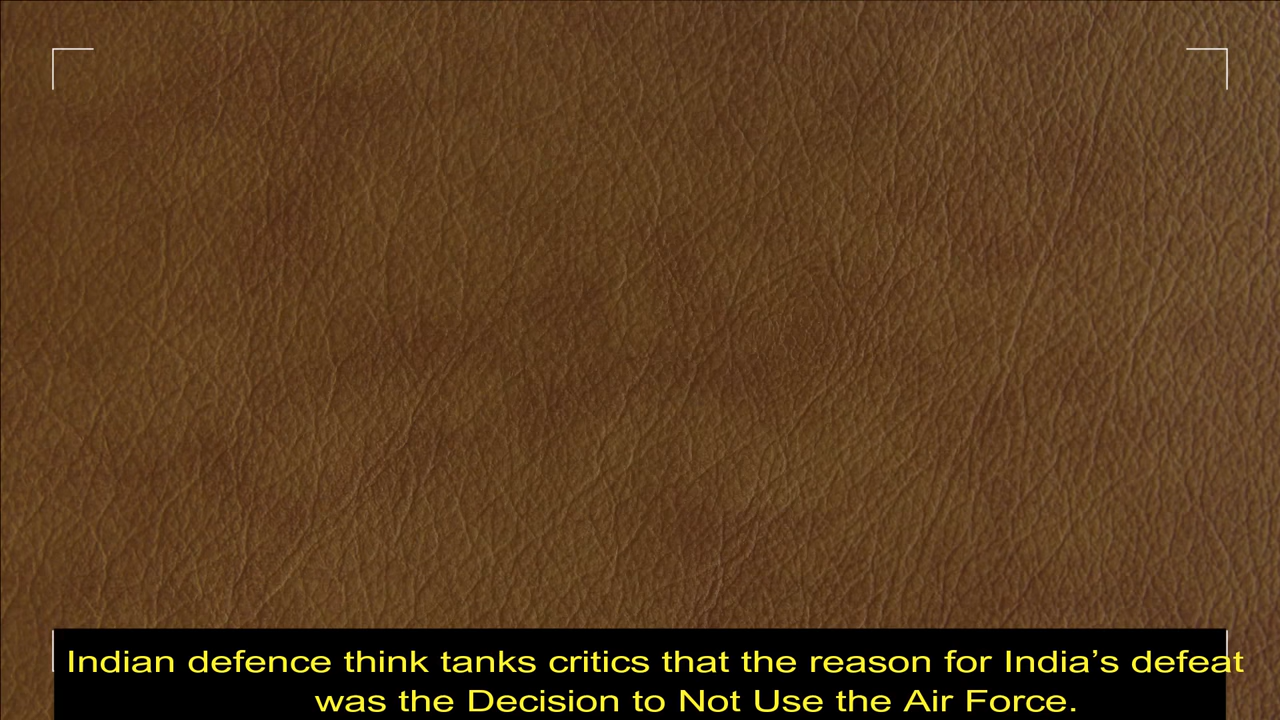 Indian defence think tanks critics that the reason for India’s defeat
was the Decision to Not Use the Air Force.